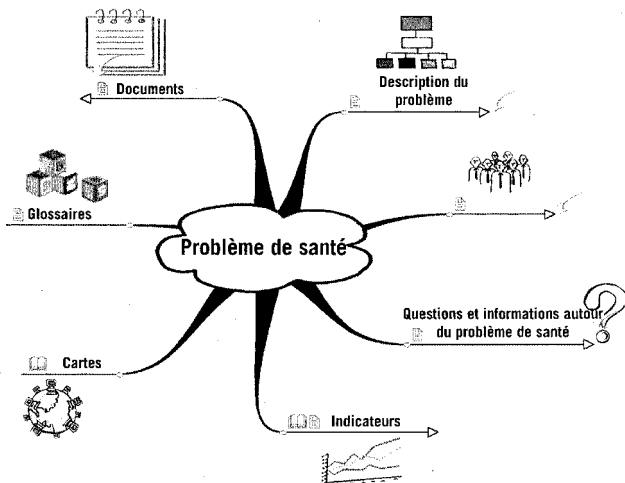 Documents
Description du
problème
Glossaires
Problème de santé
Questions et informations autour
du problème de santé
Cartes
Indicateurs